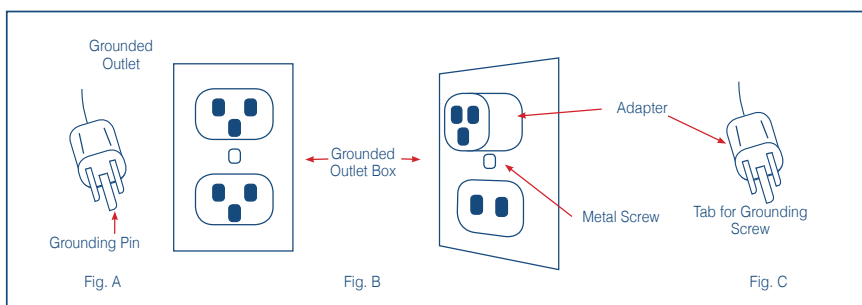 Grounded
Outlet
Grounding Pin
Fig. A
Grounded
Outlet Box
Fig. B
Adapter
Metal Screw
Tab for Grounding
Screw
Fig. C